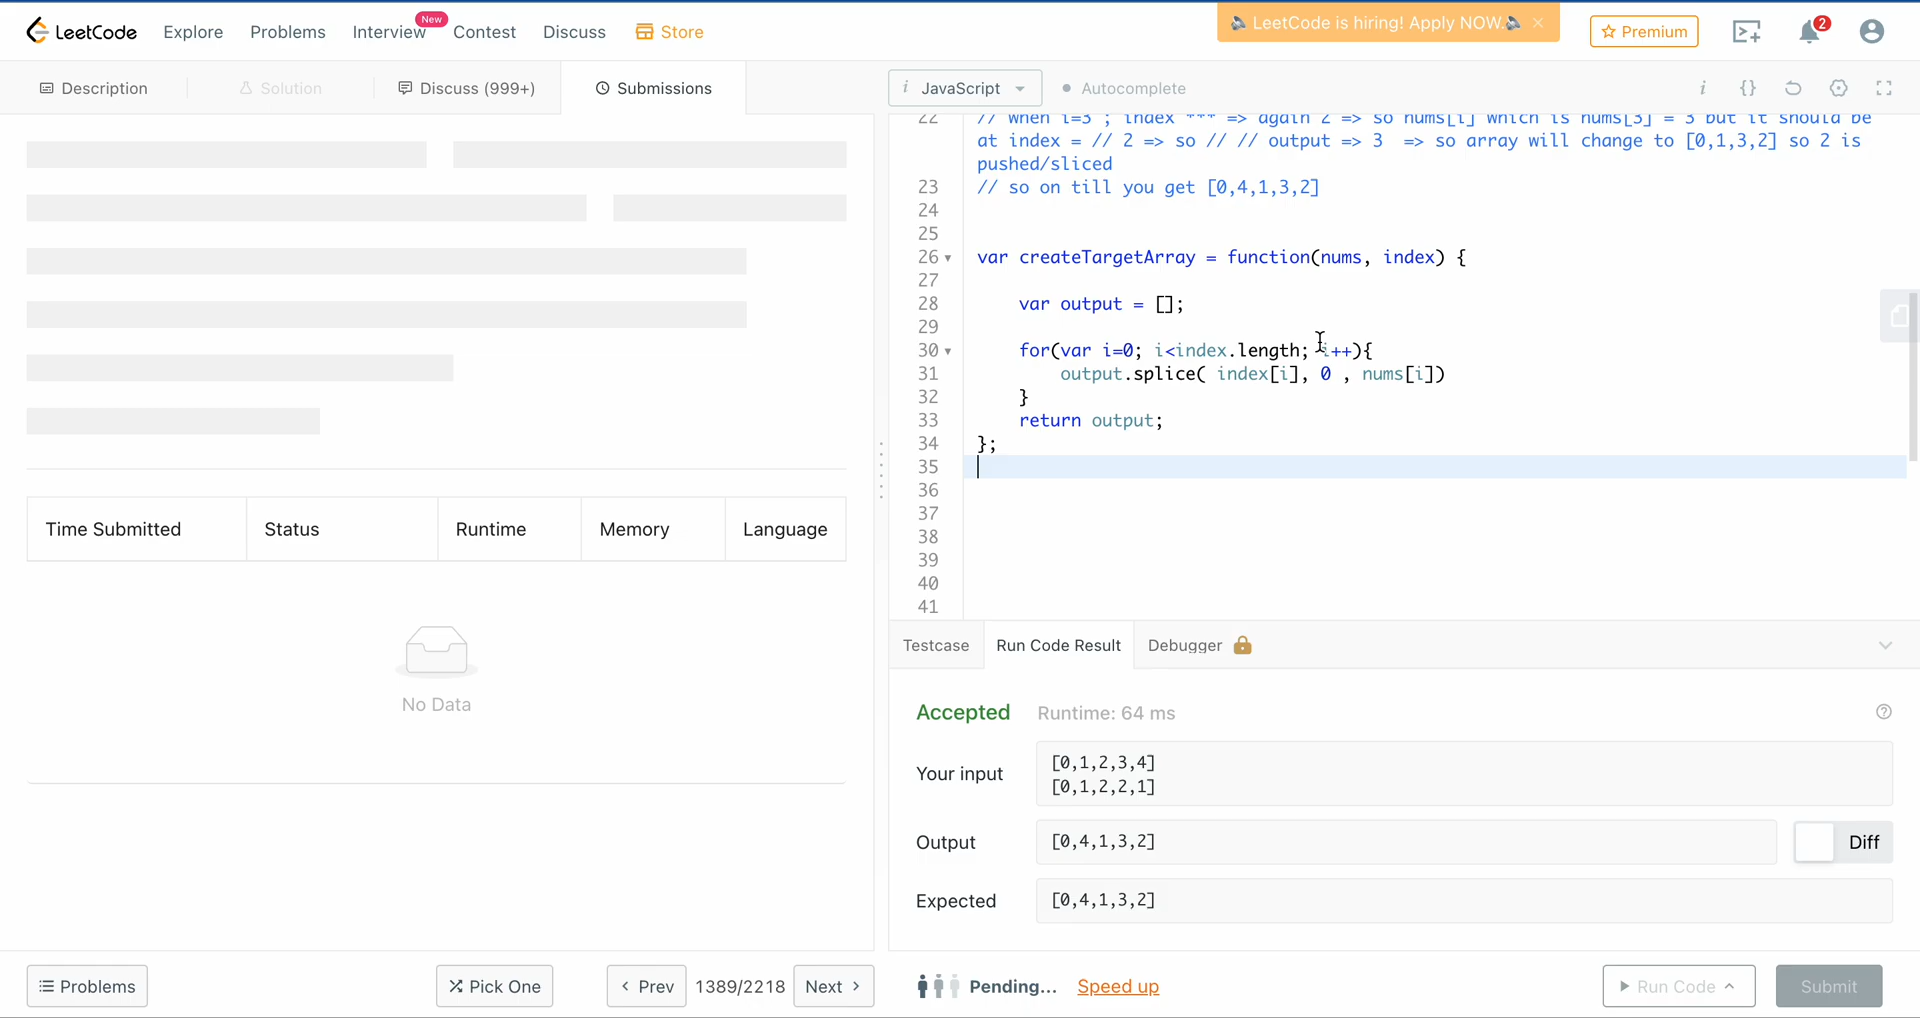 LeetCode Explore Problems Interview New Contest Discuss Store LeetCode is hiring! Apply NOW. × Premium 2
Description Solution Discuss (999+) Submissions
i JavaScript Autocomplete i {}
22 // when i=3 ; index *** => again 2 => so nums[i] which is nums[3] = 3 but it should be
at index = // 2 => so // // output => 3 => so array will change to [0,1,3,2] so 2 is
pushed/sliced
23 // so on till you get [0,4,1,3,2]
24
25
26 var createTargetArray = function(nums, index) {
27
28 var output = [];
29
30 for(var i=0; i<index.length; i++){
31 output.splice( index[i], 0 , nums[i])
32 }
33 return output;
34 };
35
36
37
38
39
40
41
Time Submitted Status Runtime Memory Language
No Data
Testcase Run Code Result Debugger
Accepted Runtime: 64 ms ?
Your input
[0,1,2,3,4]
[0,1,2,2,1]
Output [0,4,1,3,2] Diff
Expected [0,4,1,3,2]
Problems Pick One Prev 1389/2218 Next Pending... Speed up Run Code Submit